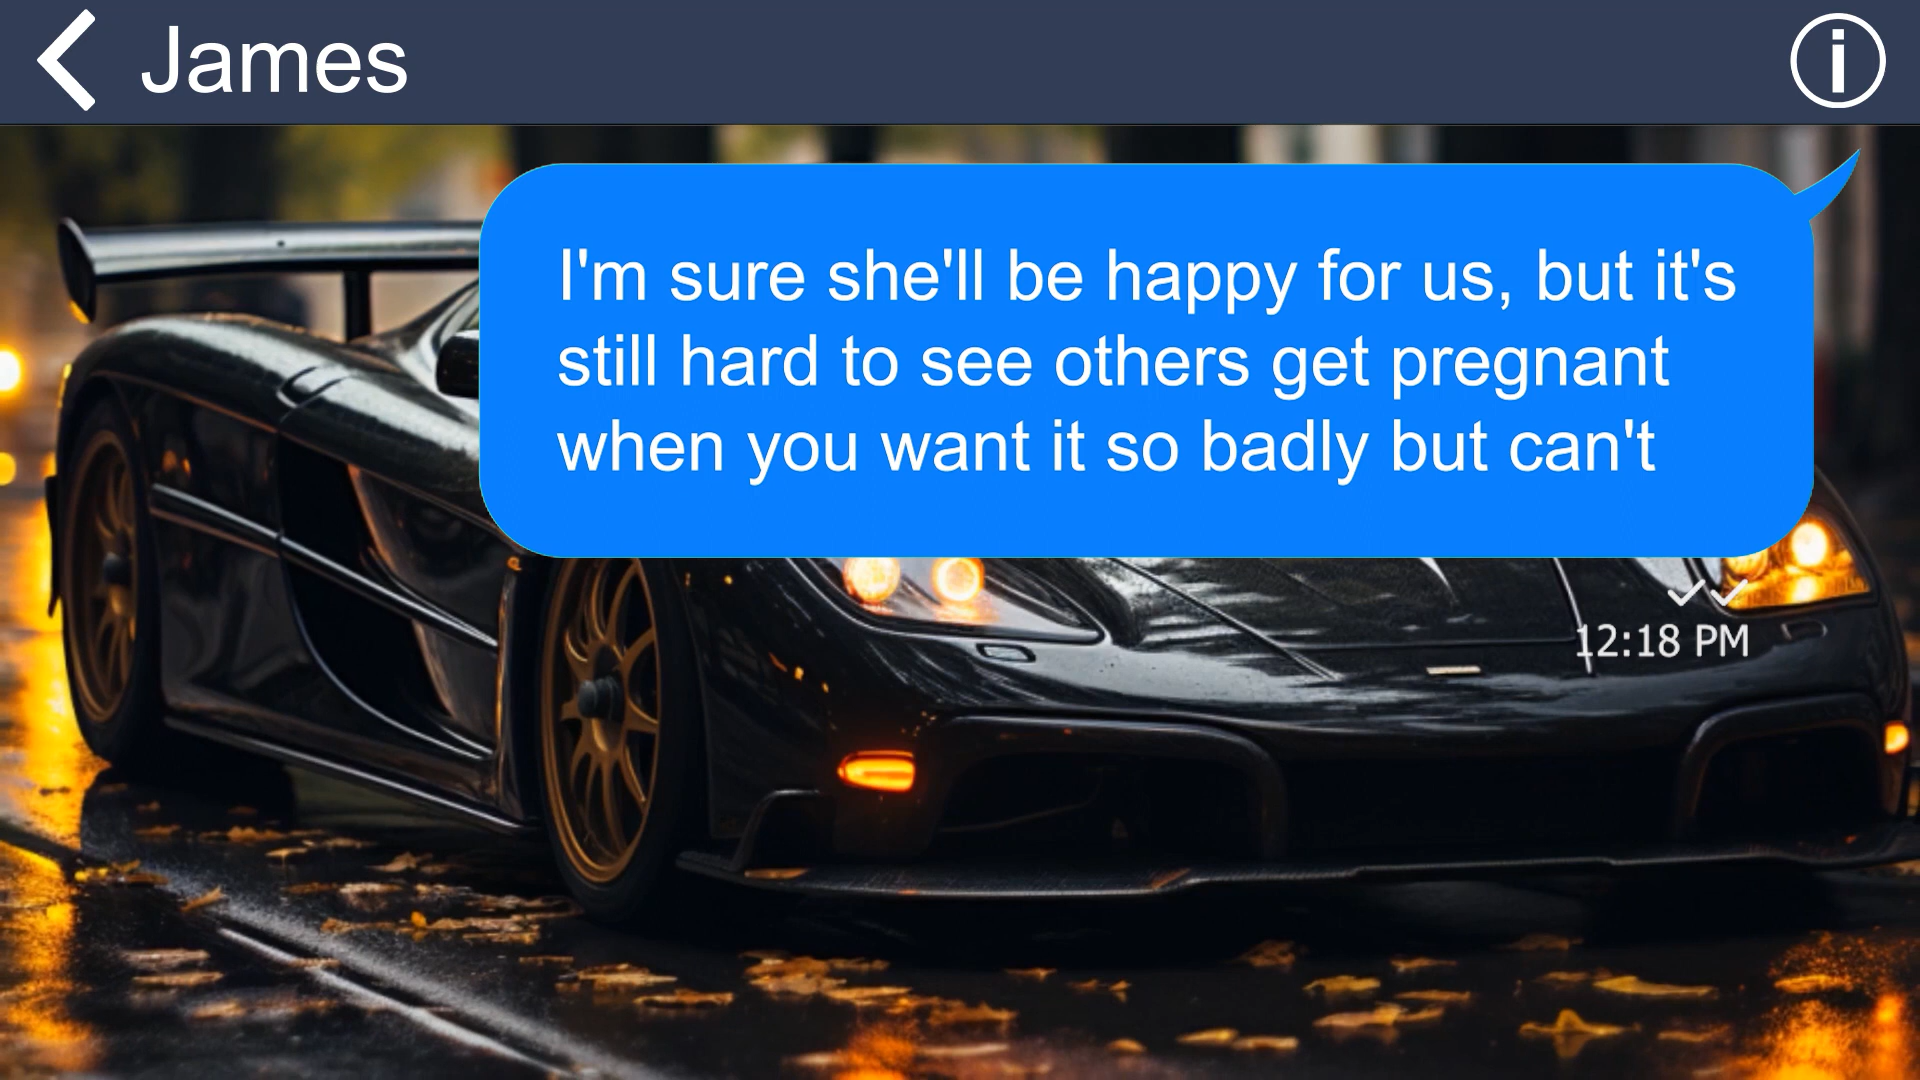 James
I'm sure she'll be happy for us, but it's
still hard to see others get pregnant
when you want it so badly but can't
12:18 PM